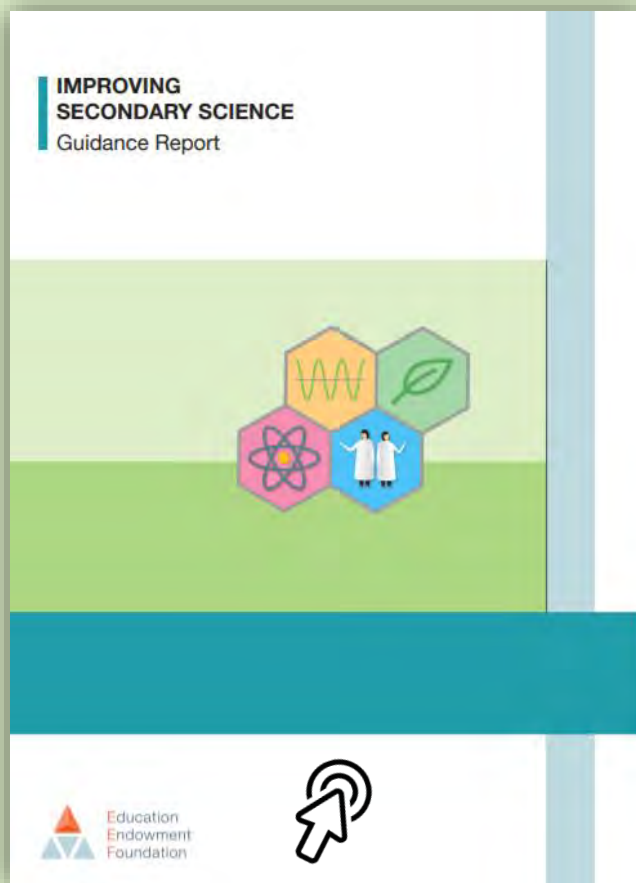 IMPROVING
SECONDARY SCIENCE
Guidance Report
Education
Endowment
Foundation